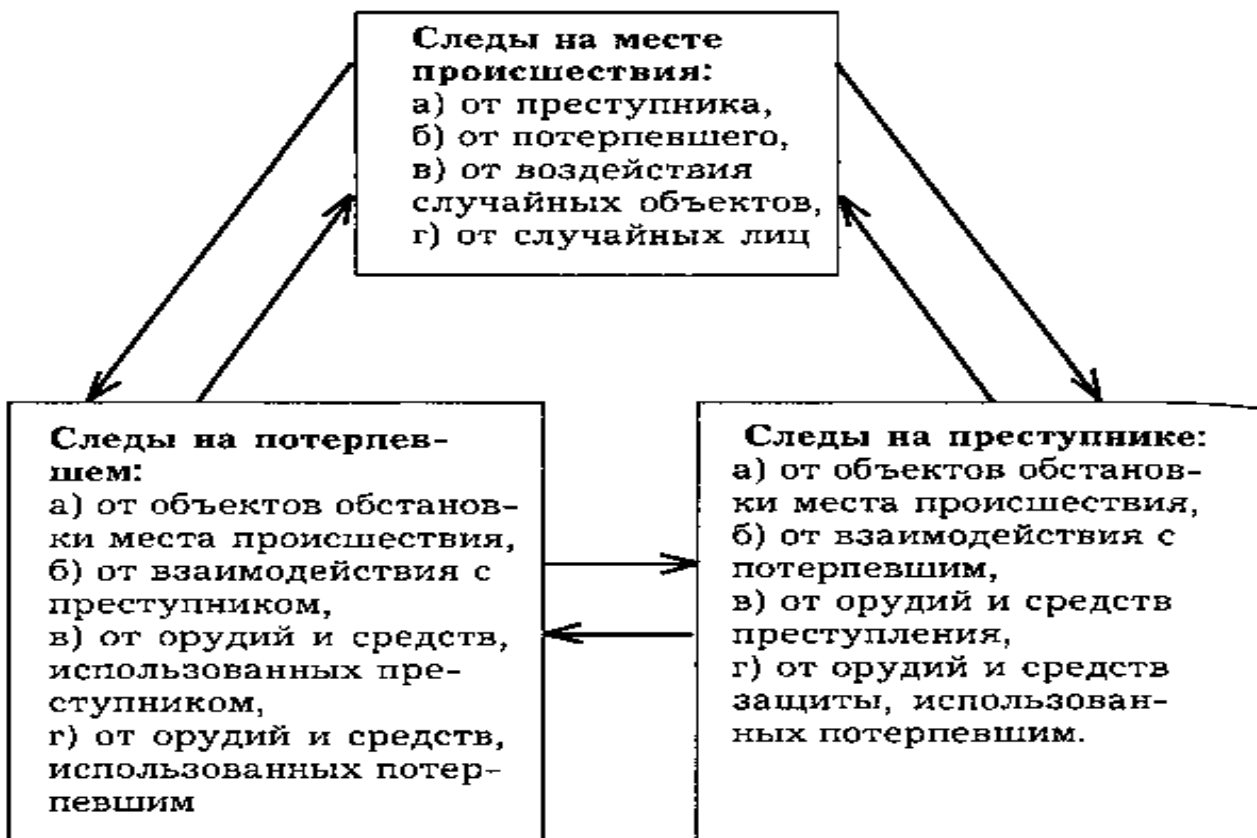 Следы на месте
происшествия:
а) от преступника,
б) от потерпевшего,
в) от воздействия
случайных объектов,
г) от случайных лиц
Следы на потерпев-
шем:
а) от объектов обстанов-
ки места происшествия,
б) от взаимодействия с
преступником,
в) от орудий и средств,
использованных пре-
ступником,
г) от орудий и средств,
использованных потер-
певшим
Следы на преступнике:
а) от объектов обстанов-
ки места происшествия,
б) от взаимодействия с
потерпевшим,
в) от орудий и средств
преступления,
г) от орудий и средств
защиты, использован-
ных потерпевшим.